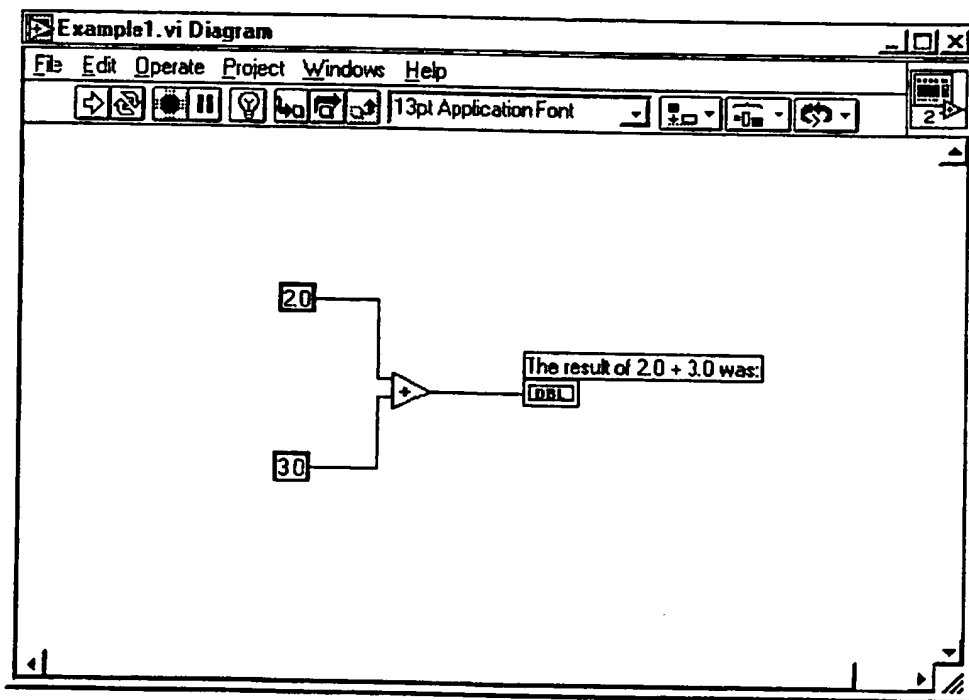 Example1.vi Diagram
File Edit Operate Project Windows Help
13pt Application Font
2
2.0
The result of 2.0 + 3.0 was:
+
DBL
3.0